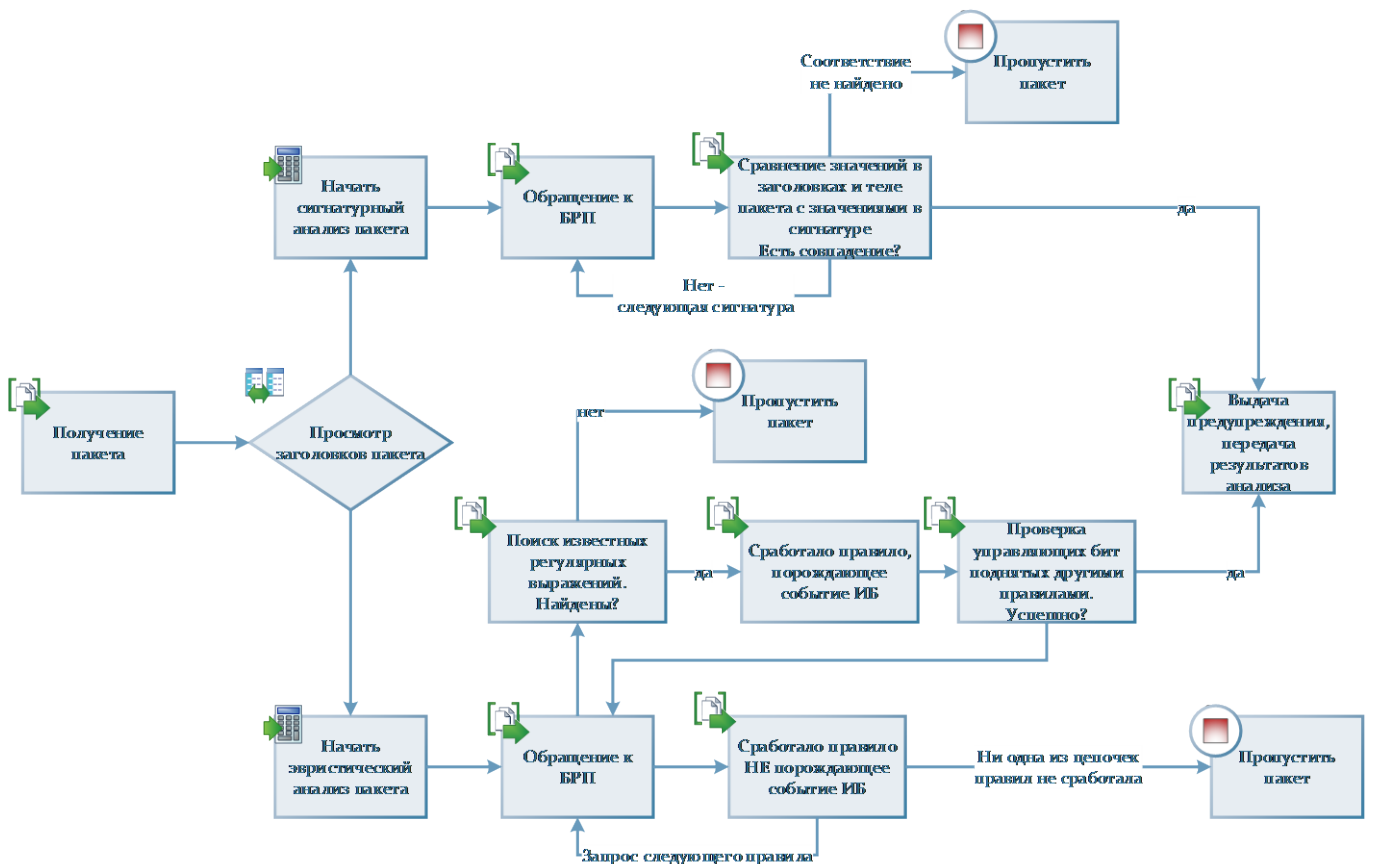 Соответствие
не найдено
Пропустить
пакет
Начать
сигнатурный
анализ пакета
Обращение к
БРП
Сравнение значений в
заголовках и теле
пакета с значениями в
сигнатуре
Есть совпадение?
да
Нет -
следующая сигнатура
Получение
пакета
Просмотр
заголовков пакета
нет
Пропустить
пакет
Выдача
предупреждения,
передача
результатов
анализа
Поиск известных
регулярных
выражений.
Найдены?
да
Сработало правило,
порождающее
событие ИБ
Проверка
управляющих бит
поднятых другими
правилами.
Успешно?
да
Начать
эвристический
анализ пакета
Обращение к
БРП
Сработало правило
НЕ порождающее
событие ИБ
Ни одна из цепочек
правил не сработала
Пропустить
пакет
Запрос следующего правила